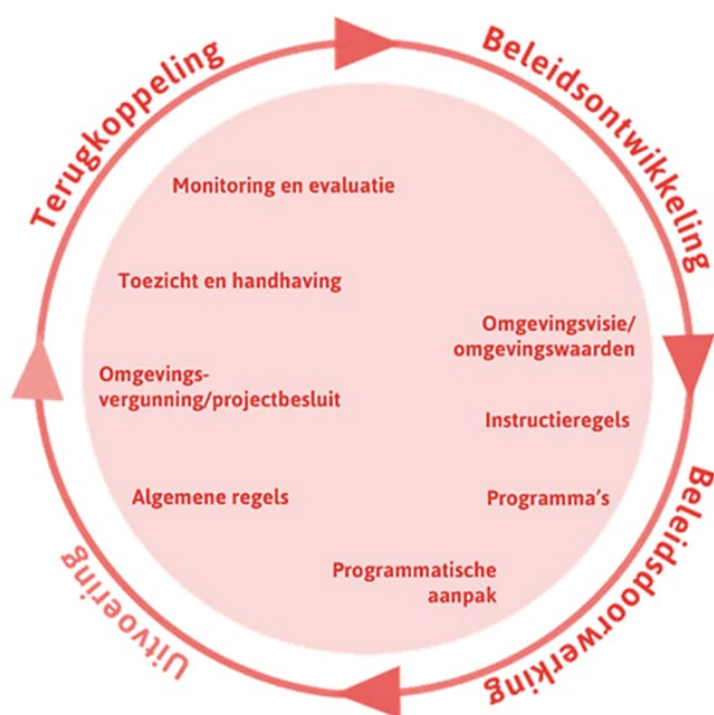 Terugkoppeling
Beleidsontwikkeling
Monitoring en evaluatie
Toezicht en handhaving
Omgevingsvisie/
omgevingswaarden
Omgevings-
vergunning/projectbesluit
Instructieregels
Algemene regels
Programma's
Programmatische
aanpak
Uitvoering
Beleidsdoorwerking